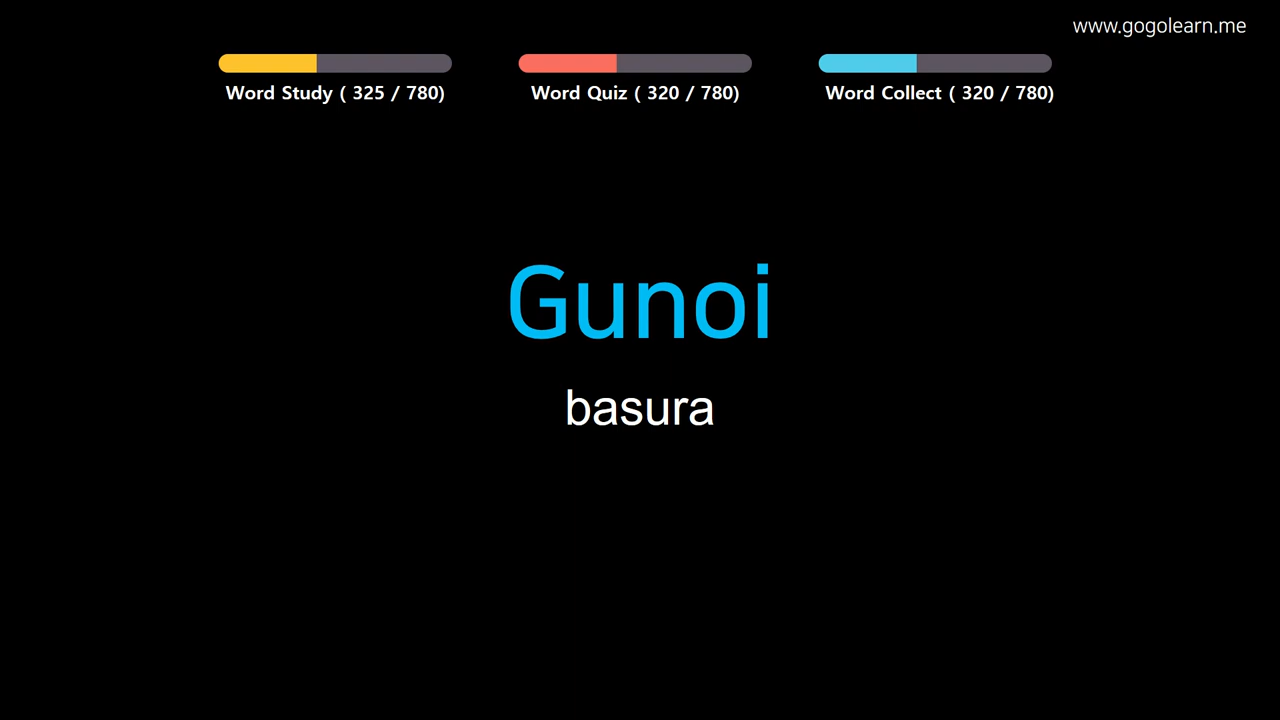 www.gogolearn.me
Word Study ( 325 / 780)
Word Quiz ( 320 / 780)
Word Collect ( 320 / 780)
Gunoi
basura